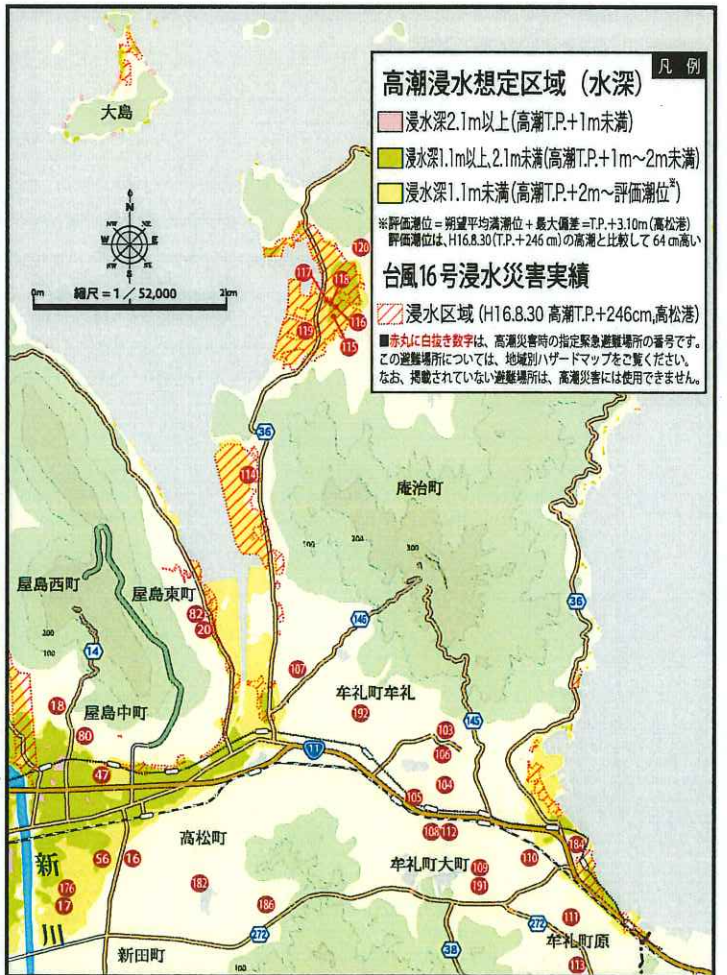 凡 例
高潮浸水想定区域 (水深)
浸水深2.1m以上(高潮T.P.+1m未満)
浸水深1.1m以上,2.1m未満(高潮T.P.+1m～2m未満)
浸水深1.1m未満(高潮T.P.+2m～評価潮位※)
※評価潮位=朔望平均満潮位+最大偏差=T.P.+3.10m(高松港)
評価潮位は、H16.8.30(T.P.+246㎝)の高潮と比較して64㎝高い
台風16号浸水災害実績
浸水区域 (H16.8.30 高潮T.P.+246cm,高松港)
■赤丸に白抜き数字は、高潮災害時の指定緊急避難場所の番号です。
この避難場所については、地域別ハザードマップをご覧ください。
なお、掲載されていない避難場所は、高潮災害には使用できません。
大島
N
NW
NE
W
E
SW
SE
S
0m
縮尺=1/52,000
2km
120
117
118
119
116
115
36
114
庵治町
100
200
300
屋島西町
屋島東町
82
20
36
146
200
100
14
107
牟礼町牟礼
18
屋島中町
192
145
80
103
11
106
47
104
105
高松町
108
112
184
新
56
16
牟礼町大町
110
109
176
182
191
17
186
111
川
272
272
牟礼町原
新田町
38
100
113